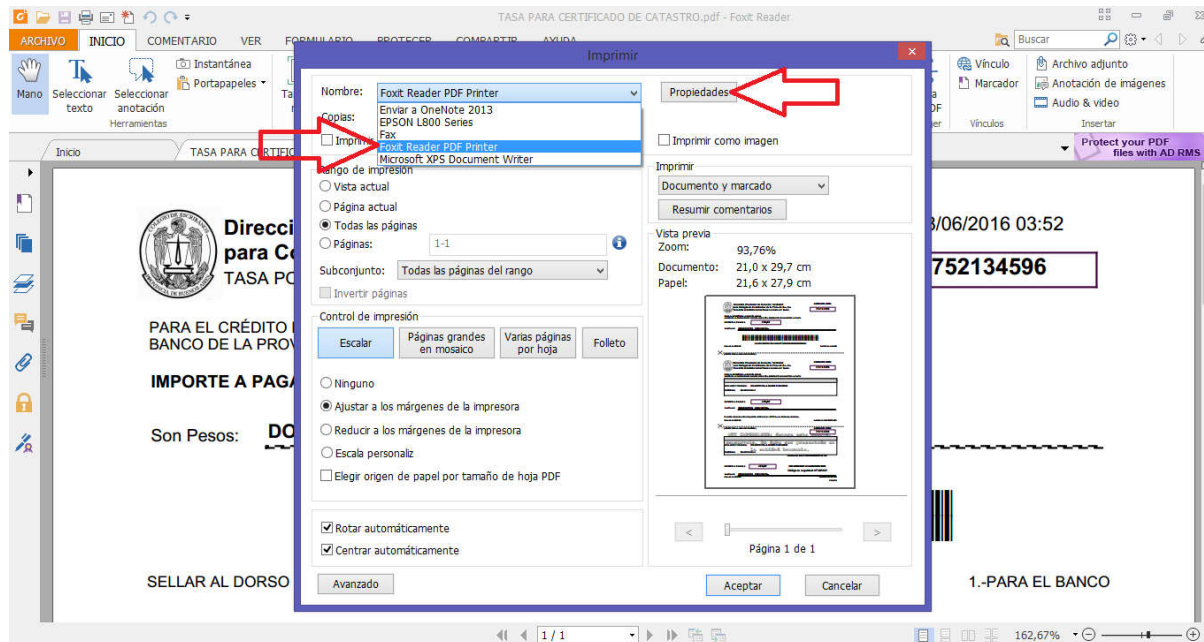 TASA PARA CERTIFICADO DE CATASTRO.pdf - Foxit Reader
ARCHIVO INICIO COMENTARIO VER FORMULARIO PROTEGER COMPARTIR AYUDA
Buscar
Mano
Seleccionar texto
Seleccionar anotación
Instantánea
Portapapeles
Herramientas
Vínculo
Marcador
Vínculos
Archivo adjunto
Anotación de imágenes
Audio & video
Insertar
Inicio
TASA PARA CERTIFIC
Protect your PDF
files with AD RMS
Imprimir
Nombre: Foxit Reader PDF Printer
Propiedades
Enviar a OneNote 2013
EPSON L800 Series
Fax
Foxit Reader PDF Printer
Microsoft XPS Document Writer
Copias:
Imprimir como imagen
Rango de impresión
Vista actual
Página actual
Todas las páginas
Páginas: 1-1
Subconjunto: Todas las páginas del rango
Invertir páginas
Control de impresión
Escalar
Páginas grandes en mosaico
Varias páginas por hoja
Folleto
Ninguno
Ajustar a los márgenes de la impresora
Reducir a los márgenes de la impresora
Escala personaliz
Elegir origen de papel por tamaño de hoja PDF
Rotar automáticamente
Centrar automáticamente
Avanzado
Imprimir
Documento y marcado
Resumir comentarios
Vista previa
Zoom: 93,76%
Documento: 21,0 x 29,7 cm
Papel: 21,6 x 27,9 cm
<
>
Página 1 de 1
Aceptar
Cancelar
Direcci
para Co
TASA PO
/06/2016 03:52
752134596
PARA EL CRÉDITO
BANCO DE LA PROV
IMPORTE A PAGA
Son Pesos: DO
SELLAR AL DORSO
1.-PARA EL BANCO
1 / 1
162,67%